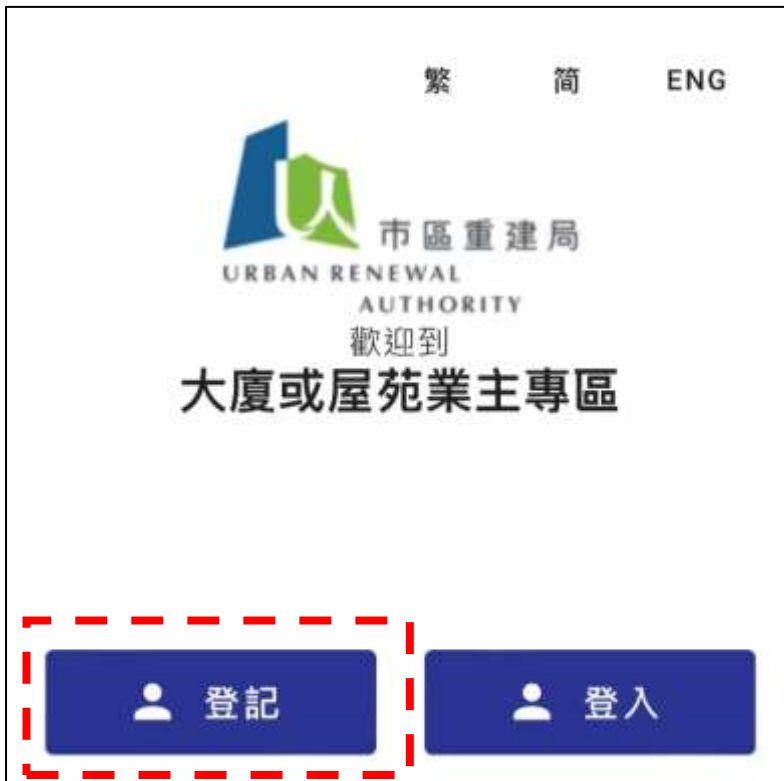 繁 简 ENG
市區重建局
URBAN RENEWAL
AUTHORITY
歡迎到
大廈或屋苑業主專區
登記 登入